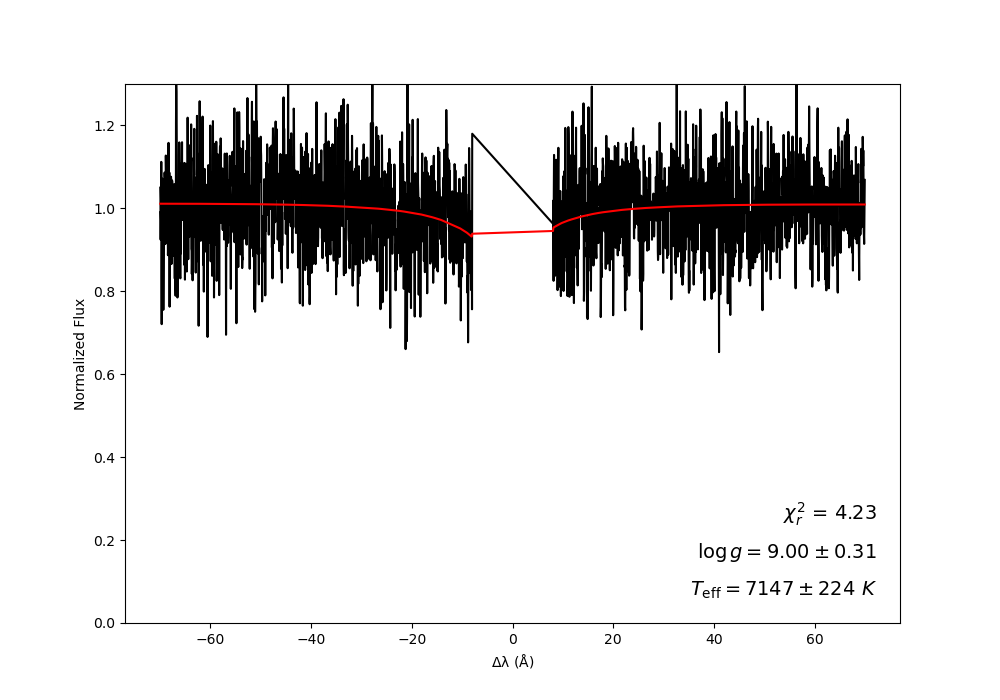 1.2
1.0
0.8
0.6
0.4
0.2
0.0
Normalized Flux
χ²ᵣ = 4.23
log g = 9.00 ± 0.31
T_eff = 7147 ± 224 K
−60 −40 −20 0 20 40 60
Δλ (Å)